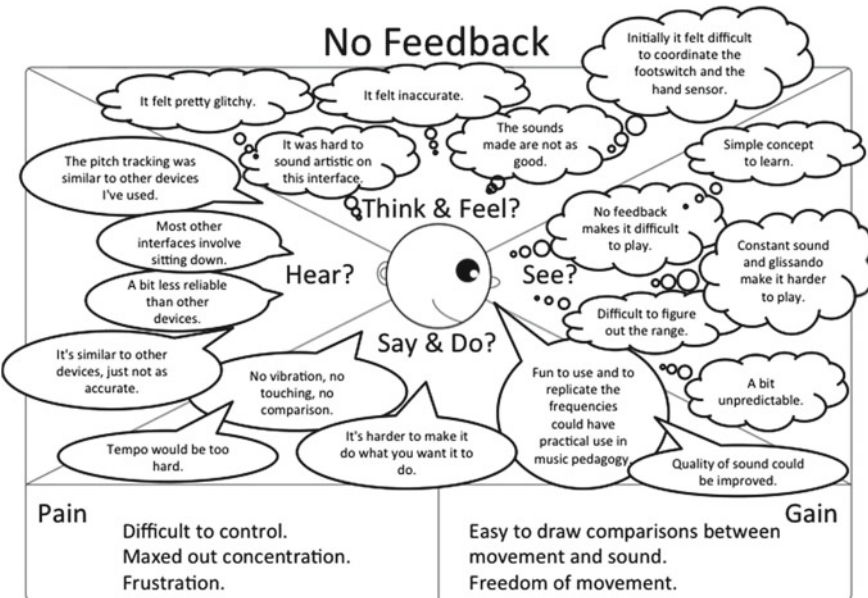 No Feedback
Initially it felt difficult
to coordinate the
footswitch and the
hand sensor.
It felt pretty glitchy.
It felt inaccurate.
It was hard to
sound artistic on
this interface.
The sounds
made are not as
good.
Simple concept
to learn.
The pitch tracking was
similar to other devices
I've used.
Think & Feel?
No feedback
makes it difficult
to play.
Most other
interfaces involve
sitting down.
Hear?
See?
Constant sound
and glissando
make it harder
to play.
A bit less reliable
than other
devices.
Difficult to figure
out the range.
Say & Do?
It's similar to other
devices, just not as
accurate.
No vibration, no
touching, no
comparison.
Fun to use and to
replicate the
frequencies
could have
practical use in
music pedagogy
A bit
unpredictable.
Tempo would be too
hard.
It's harder to make it
do what you want it to
do.
Quality of sound could
be improved.
Pain
Difficult to control.
Maxed out concentration.
Frustration.
Gain
Easy to draw comparisons between
movement and sound.
Freedom of movement.